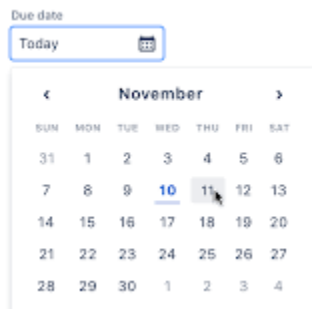 Due date
Today
‹ November ›
SUN MON TUE WED THU FRI SAT
31 1 2 3 4 5 6
7 8 9 10 11 12 13
14 15 16 17 18 19 20
21 22 23 24 25 26 27
28 29 30 1 2 3 4